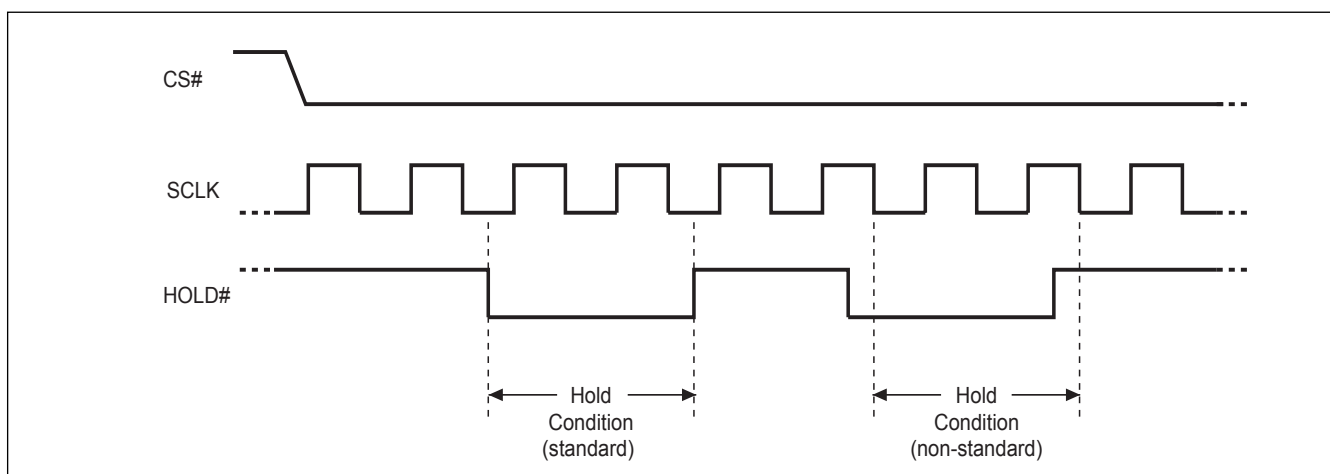 CS#
SCLK
HOLD#
Hold
Condition
(standard)
Hold
Condition
(non-standard)